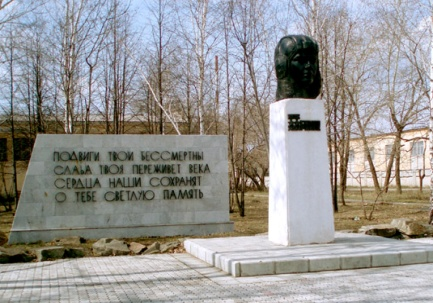 ПОДВИГИ ТВОИ БЕССМЕРТНЫ
СЛАВА ТВОЯ ПЕРЕЖИВЕТ ВЕКА
СЕРДЦА НАШИ СОХРАНЯТ
О ТЕБЕ СВЕТЛУЮ ПАМЯТЬ